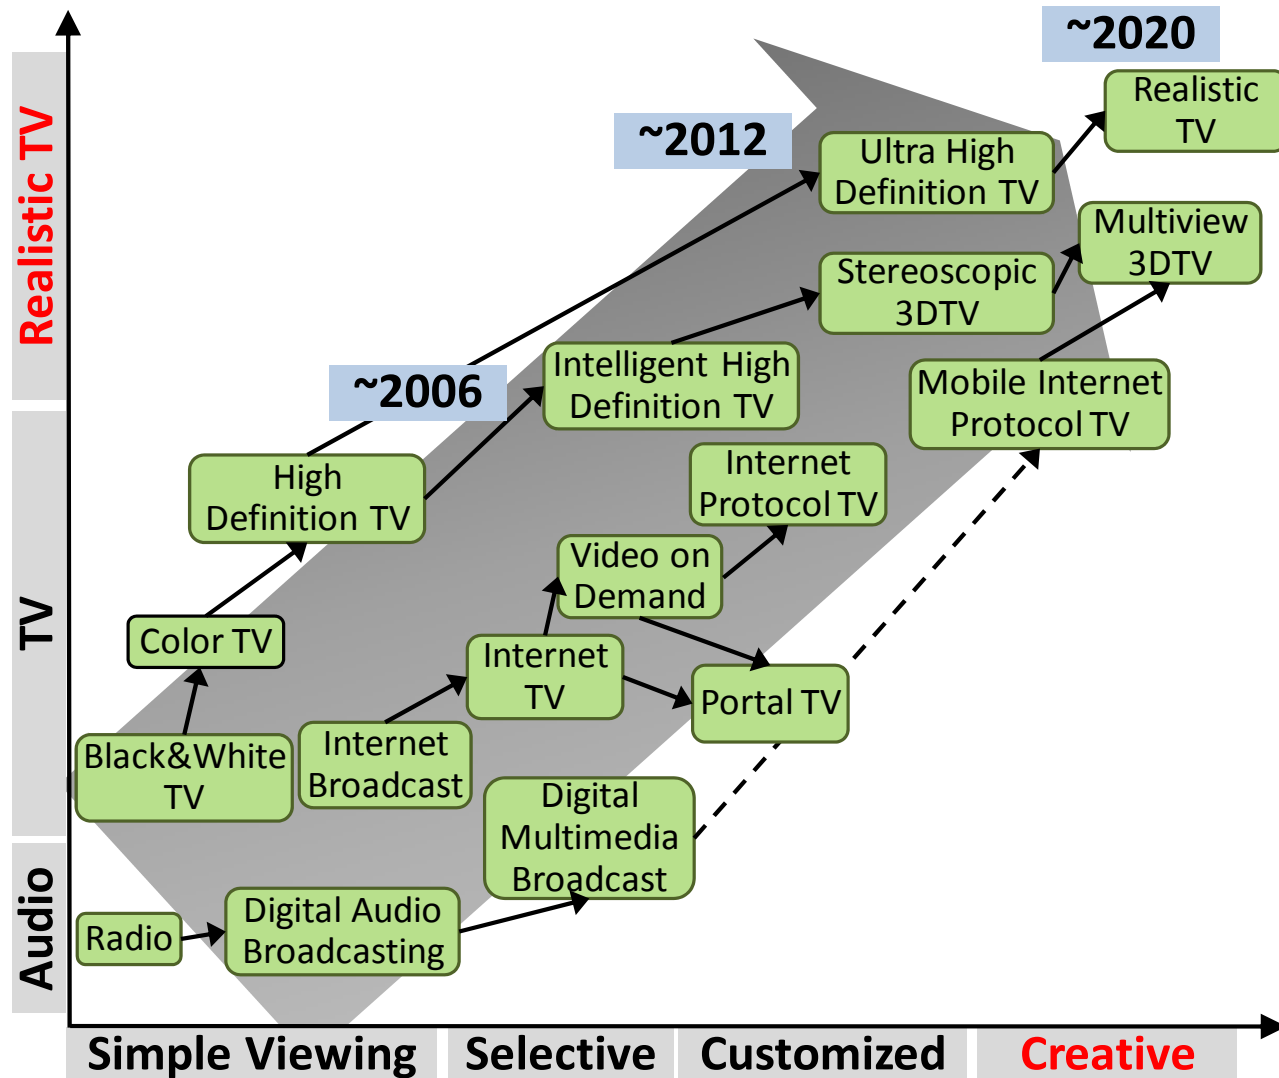 ~2020
Realistic
TV
~2012
Ultra High
Definition TV
Multiview
3DTV
Stereoscopic
3DTV
Realistic TV
~2006
Intelligent High
Definition TV
Mobile Internet
Protocol TV
High
Definition TV
Internet
Protocol TV
Video on
Demand
TV
Color TV
Internet
TV
Portal TV
Black&White
TV
Internet
Broadcast
Digital
Multimedia
Broadcast
Audio
Radio
Digital Audio
Broadcasting
Simple Viewing
Selective
Customized
Creative